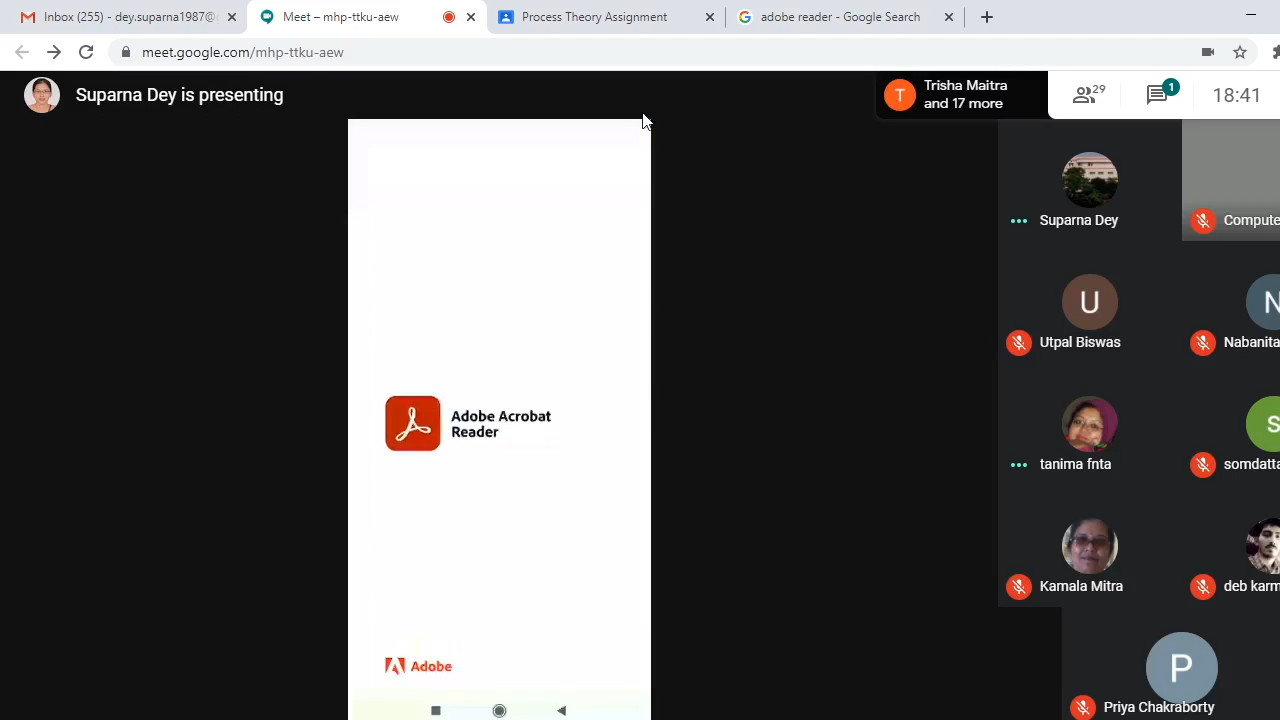 Inbox (255) - dey.suparna1987@
Meet – mhp-ttku-aew
Process Theory Assignment
adobe reader - Google Search
meet.google.com/mhp-ttku-aew
Suparna Dey is presenting
Trisha Maitra
and 17 more
29
1
18:41
Suparna Dey
Compute
U
N
Utpal Biswas
Nabanita
Adobe Acrobat
Reader
S
tanima fnta
somdatta
Kamala Mitra
deb karm
Adobe
P
Priya Chakraborty
T